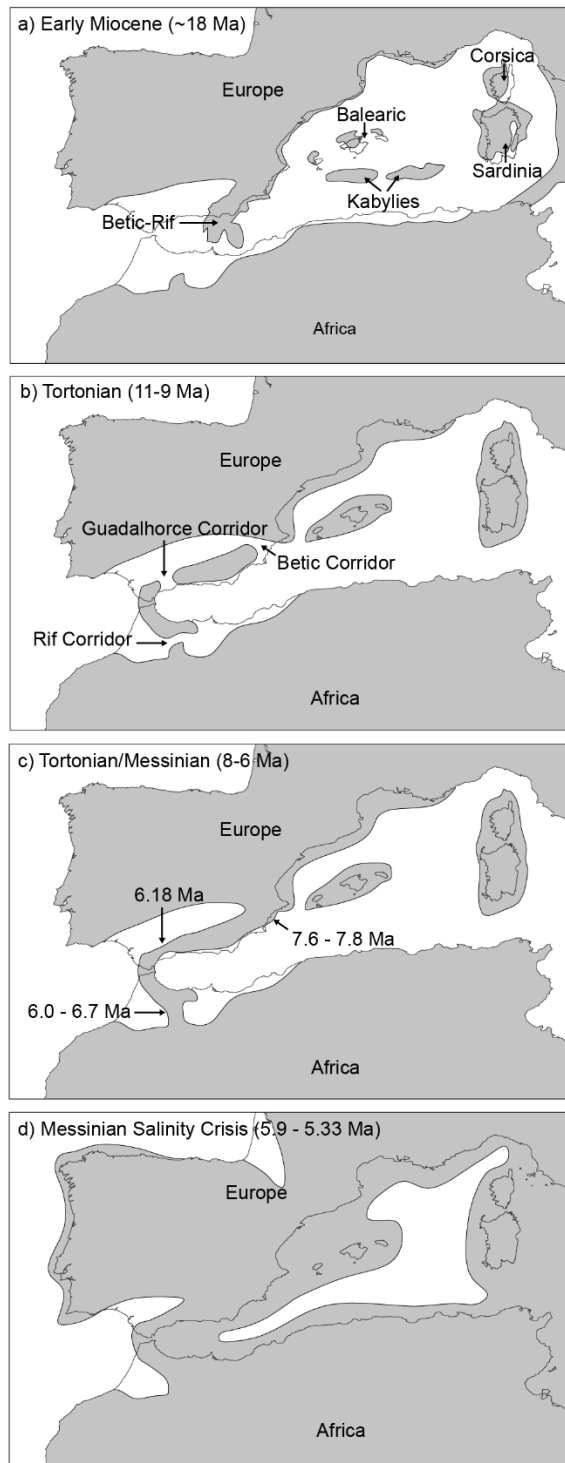 a) Early Miocene (~18 Ma)
Corsica
Europe
Balearic
Sardinia
Kabylies
Betic-Rif
Africa
b) Tortonian (11-9 Ma)
Europe
Guadalhorce Corridor
Betic Corridor
Rif Corridor
Africa
c) Tortonian/Messinian (8-6 Ma)
Europe
6.18 Ma
7.6 - 7.8 Ma
6.0 - 6.7 Ma
Africa
d) Messinian Salinity Crisis (5.9 - 5.33 Ma)
Europe
Africa